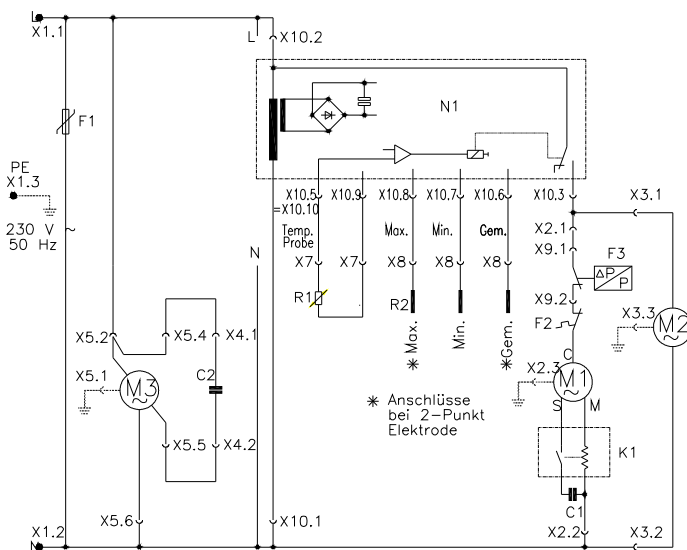 L
X1.1
L
X10.2
F1
N1
PE
X1.3
230 V
50 Hz
~
X10.5
=X10.10
X10.9
X10.8
X10.7
X10.6
X10.3
X3.1
Temp.
Probe
Max.
Min.
Gem.
X2.1
X9.1
F3
ΔP
P
N
X7
X7
X8
X8
X8
R1
R2
X9.2
F2
X3.3
M2
~
Max.
Min.
Gem.
*
*
X5.2
X5.4
X4.1
C
X5.1
M3
~
C2
X2.3
M1
~
S
M
* Anschlüsse
bei 2-Punkt
Elektrode
X5.5
X4.2
K1
C1
X1.2
N
X5.6
X10.1
X2.2
X3.2